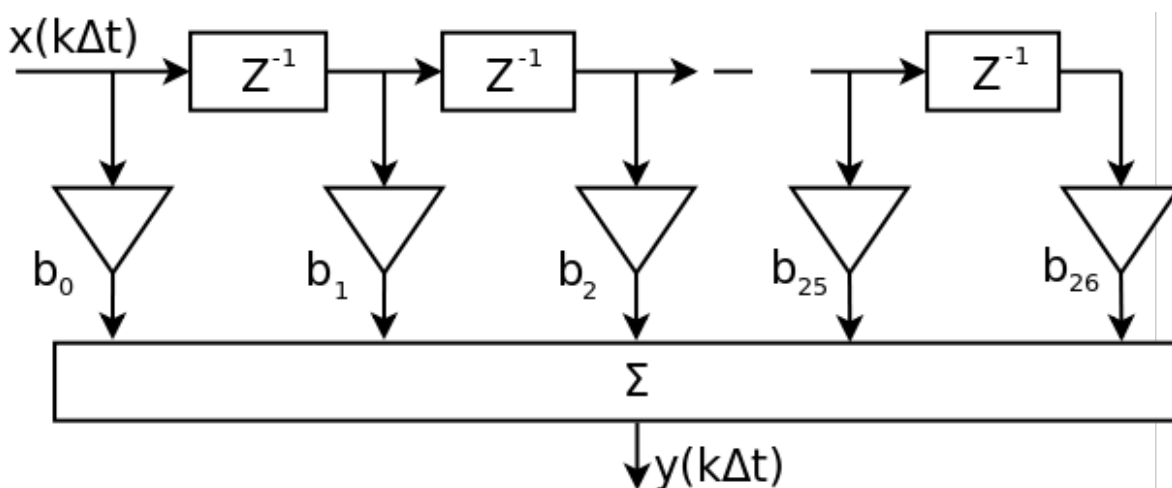 x(kΔt)
Z⁻¹ Z⁻¹ Z⁻¹
b₀ b₁ b₂ b₂₅ b₂₆
Σ
y(kΔt)